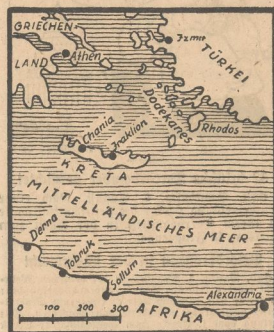 GRIECHEN
LAND
Athen
Izmir
TÜRKEI
Dodekanes
Rhodos
Chania
Iraklion
KRETA
MITTELLÄNDISCHES MEER
Derna
Tobruk
Sollum
Alexandria
AFRIKA
0 100 200 300